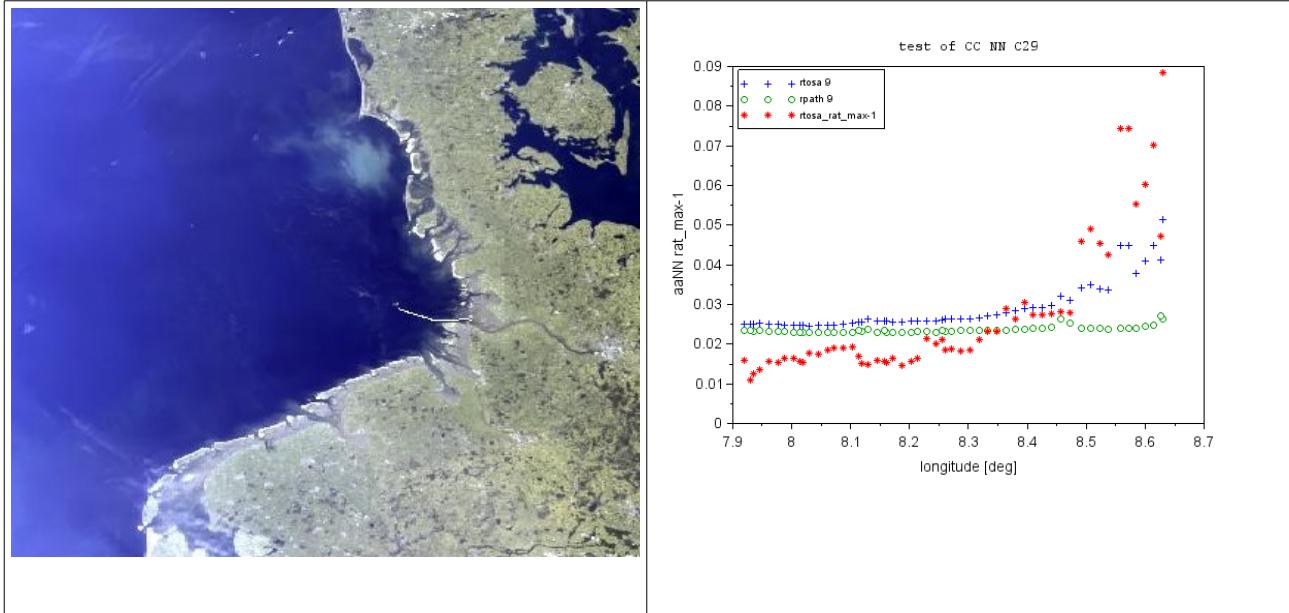 test of CC NN C29
rtosa 9
rpath 9
rtosa_rat_max-1
0.09
0.08
0.07
0.06
0.05
0.04
0.03
0.02
0.01
0
aaNN rat_max-1
7.9 8 8.1 8.2 8.3 8.4 8.5 8.6 8.7
longitude [deg]